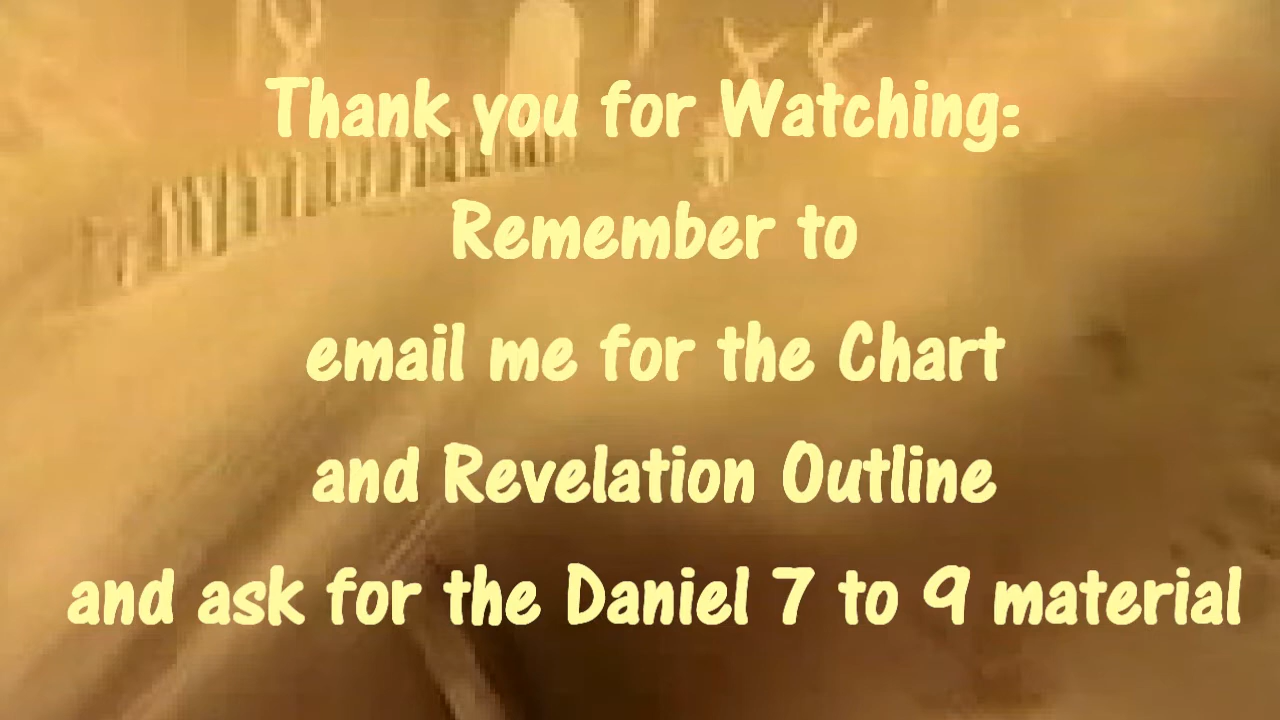 Thank you for Watching:
Remember to
email me for the Chart
and Revelation Outline
and ask for the Daniel 7 to 9 material